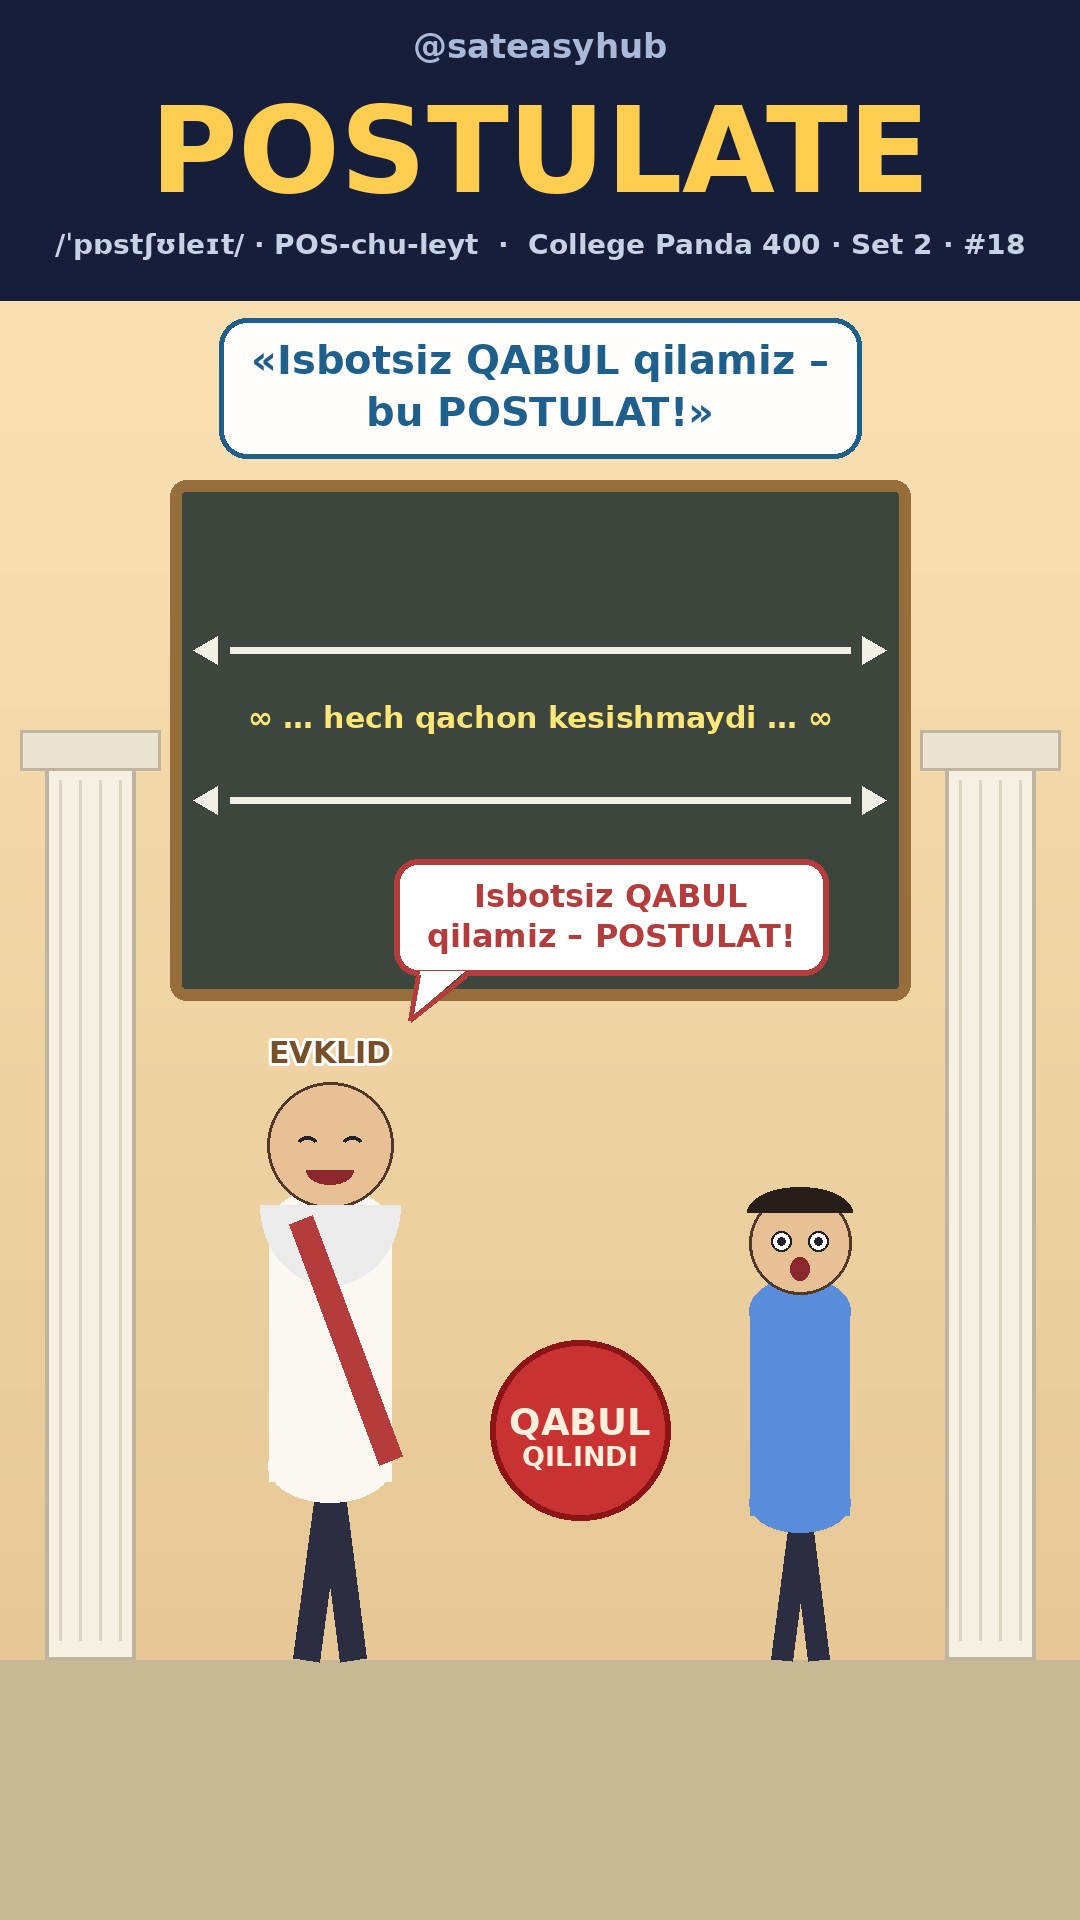 @sateasyhub
POSTULATE
/ˈpɒstʃʊleɪt/ · POS-chu-leyt · College Panda 400 · Set 2 · #18
«Isbotsiz QABUL qilamiz –
bu POSTULAT!»
∞ … hech qachon kesishmaydi … ∞
Isbotsiz QABUL
qilamiz – POSTULAT!
EVKLID
QABUL
QILINDI